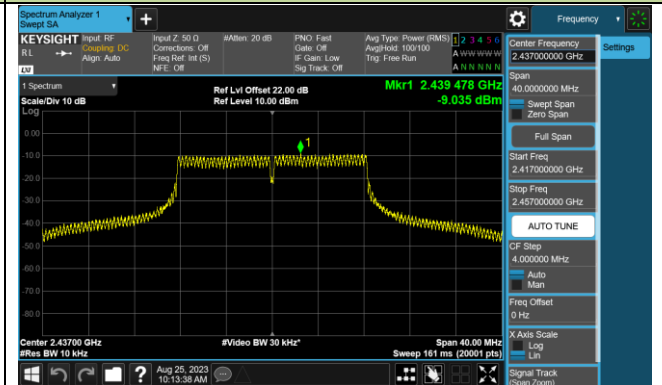 Spectrum Analyzer 1
Swept SA
+
Frequency
KEYSIGHT
RL
LXI
Input: RF
Coupling: DC
Align: Auto
Input Z: 50 Ω
Corrections: Off
Freq Ref: Int (S)
NFE: Off
#Atten: 20 dB
PNO: Fast
Gate: Off
IF Gain: Low
Sig Track: Off
Avg Type: Power (RMS)
Avg|Hold: 100/100
Trig: Free Run
1 2 3 4 5 6
A W W W W W
A N N N N N
Center Frequency
2.437000000 GHz
Settings
Span
40.0000000 MHz
Swept Span
Zero Span
Full Span
Start Freq
2.417000000 GHz
Stop Freq
2.457000000 GHz
AUTO TUNE
CF Step
4.000000 MHz
Auto
Man
Freq Offset
0 Hz
X Axis Scale
Log
Lin
Signal Track
(Span Zoom)
1 Spectrum
Scale/Div 10 dB
Log
Ref Lvl Offset 22.00 dB
Ref Level 10.00 dBm
Mkr1 2.439 478 GHz
-9.035 dBm
1
0.00
-10.0
-20.0
-30.0
-40.0
-50.0
-60.0
-70.0
-80.0
Center 2.43700 GHz
#Res BW 10 kHz
#Video BW 30 kHz*
Span 40.00 MHz
Sweep 161 ms (20001 pts)
?
Aug 25, 2023
10:13:38 AM